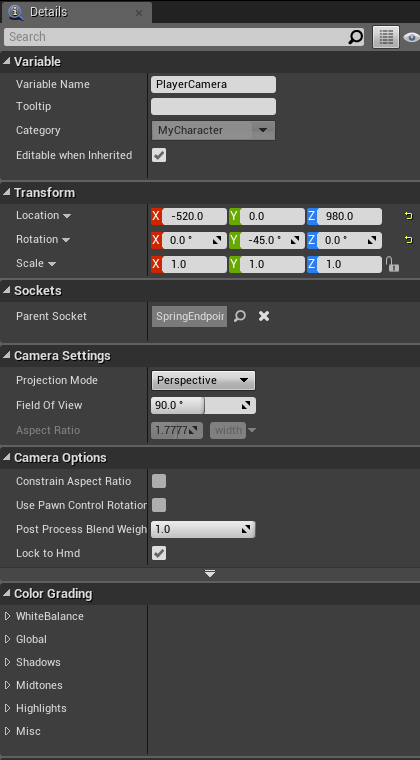 Details
Search
Variable
Variable Name PlayerCamera
Tooltip
Category MyCharacter
Editable when Inherited
Transform
Location X -520.0 Y 0.0 Z 980.0
Rotation X 0.0 ° Y -45.0 ° Z 0.0 °
Scale X 1.0 Y 1.0 Z 1.0
Sockets
Parent Socket SpringEndpoin
Camera Settings
Projection Mode Perspective
Field Of View 90.0 °
Aspect Ratio 1.7777 width
Camera Options
Constrain Aspect Ratio
Use Pawn Control Rotation
Post Process Blend Weigh 1.0
Lock to Hmd
Color Grading
WhiteBalance
Global
Shadows
Midtones
Highlights
Misc